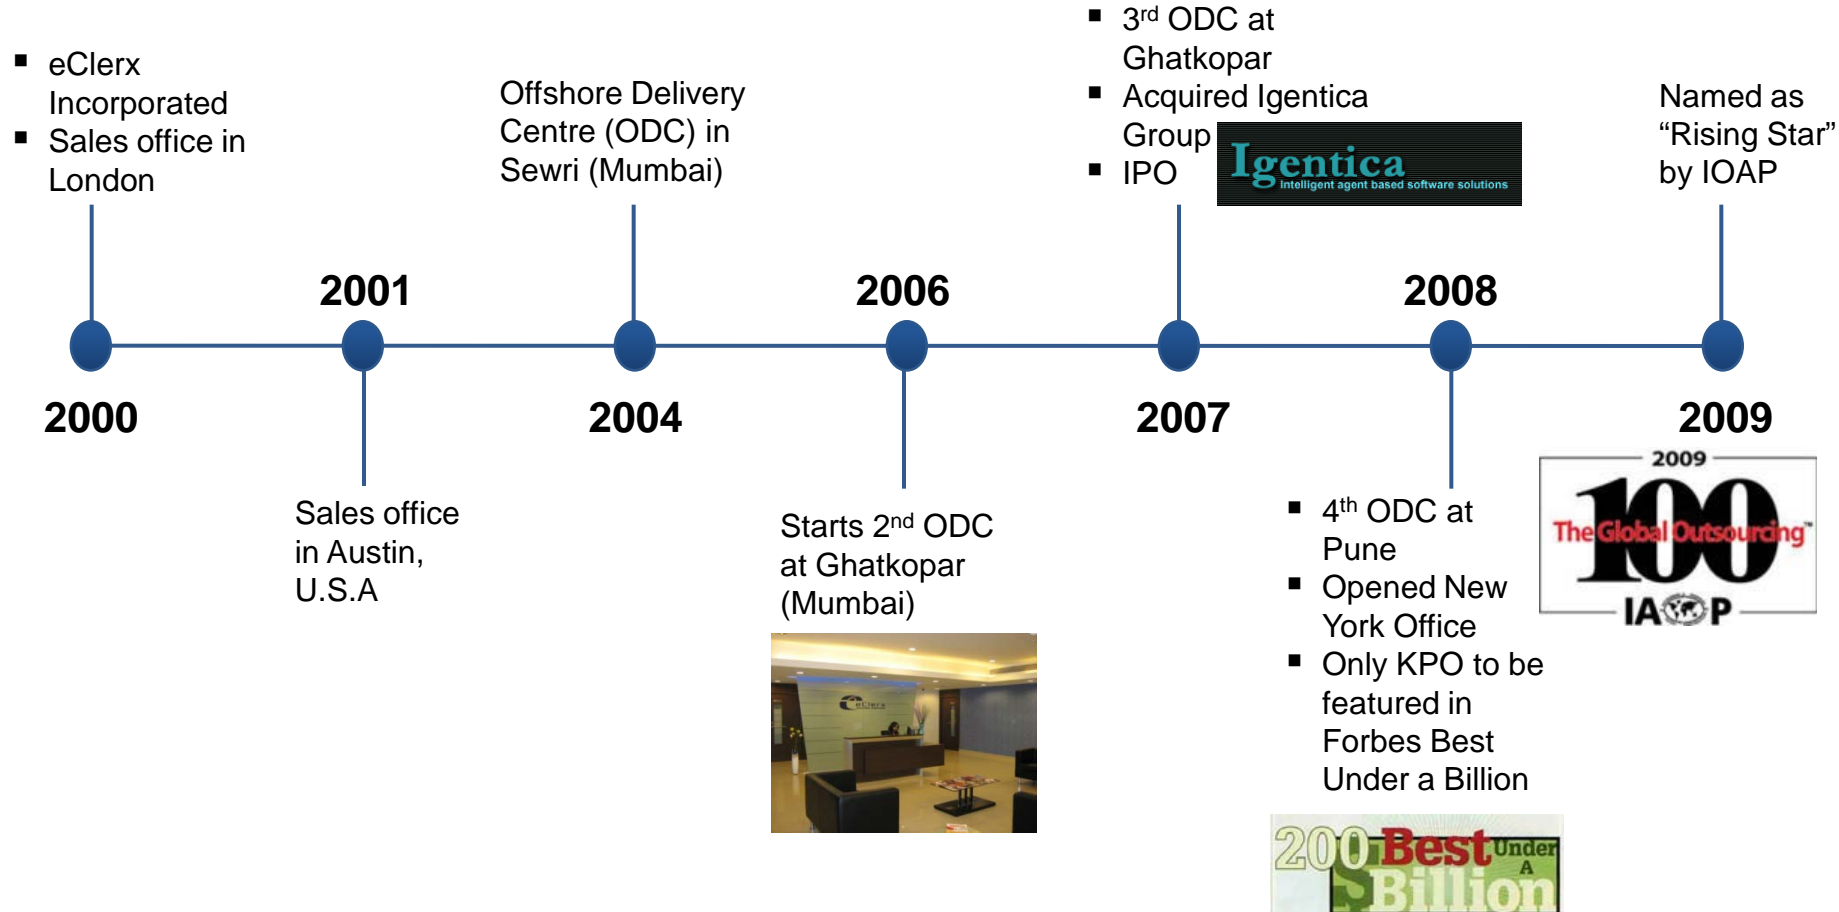 ■ eClerx
Incorporated
■ Sales office in
London
2000
2001
Sales office
in Austin,
U.S.A
Offshore Delivery
Centre (ODC) in
Sewri (Mumbai)
2004
2006
Starts 2nd ODC
at Ghatkopar
(Mumbai)
eClerx
■ 3rd ODC at
Ghatkopar
■ Acquired Igentica
Group
■ IPO
Igentica
Intelligent agent based software solutions
2007
2008
■ 4th ODC at
Pune
■ Opened New
York Office
■ Only KPO to be
featured in
Forbes Best
Under a Billion
200 Best Under
A
$Billion
Named as
“Rising Star”
by IOAP
2009
2009
100
The Global Outsourcing™
IAOP